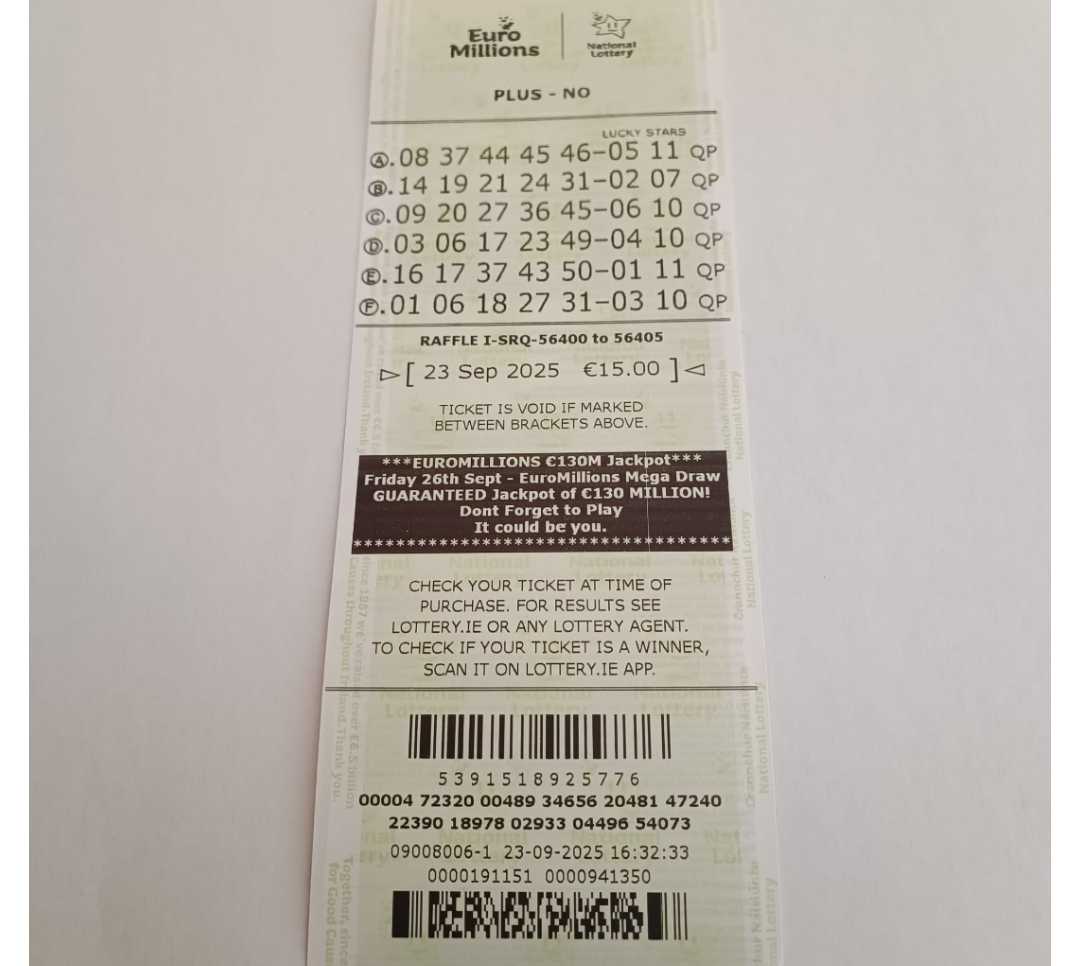 Euro
Millions
National
Lottery
PLUS - NO
LUCKY STARS
Ⓐ.08 37 44 45 46-05 11 QP
Ⓑ.14 19 21 24 31-02 07 QP
Ⓒ.09 20 27 36 45-06 10 QP
Ⓓ.03 06 17 23 49-04 10 QP
Ⓔ.16 17 37 43 50-01 11 QP
Ⓕ.01 06 18 27 31-03 10 QP
RAFFLE I-SRQ-56400 to 56405
[ 23 Sep 2025 €15.00 ]
TICKET IS VOID IF MARKED
BETWEEN BRACKETS ABOVE.
***EUROMILLIONS €130M Jackpot***
Friday 26th Sept - EuroMillions Mega Draw
GUARANTEED Jackpot of €130 MILLION!
Dont Forget to Play
It could be you.
************************************
CHECK YOUR TICKET AT TIME OF
PURCHASE. FOR RESULTS SEE
LOTTERY.IE OR ANY LOTTERY AGENT.
TO CHECK IF YOUR TICKET IS A WINNER,
SCAN IT ON LOTTERY.IE APP.
5391518925776
00004 72320 00489 34656 20481 47240
22390 18978 02933 04496 54073
09008006-1 23-09-2025 16:32:33
0000191151 0000941350